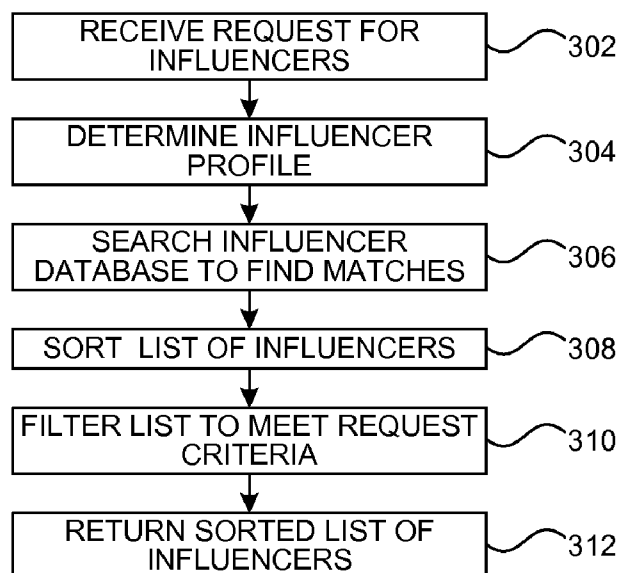 RECEIVE REQUEST FOR
INFLUENCERS
302
DETERMINE INFLUENCER
PROFILE
304
SEARCH INFLUENCER
DATABASE TO FIND MATCHES
306
SORT LIST OF INFLUENCERS
308
FILTER LIST TO MEET REQUEST
CRITERIA
310
RETURN SORTED LIST OF
INFLUENCERS
312